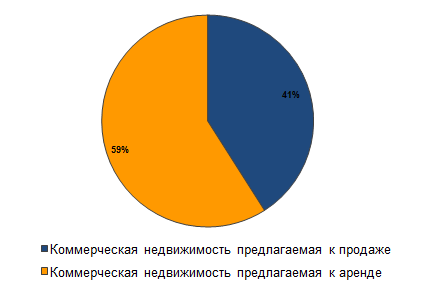 41%
59%
Коммерческая недвижимость предлагаемая к продаже
Коммерческая недвижимость предлагаемая к аренде